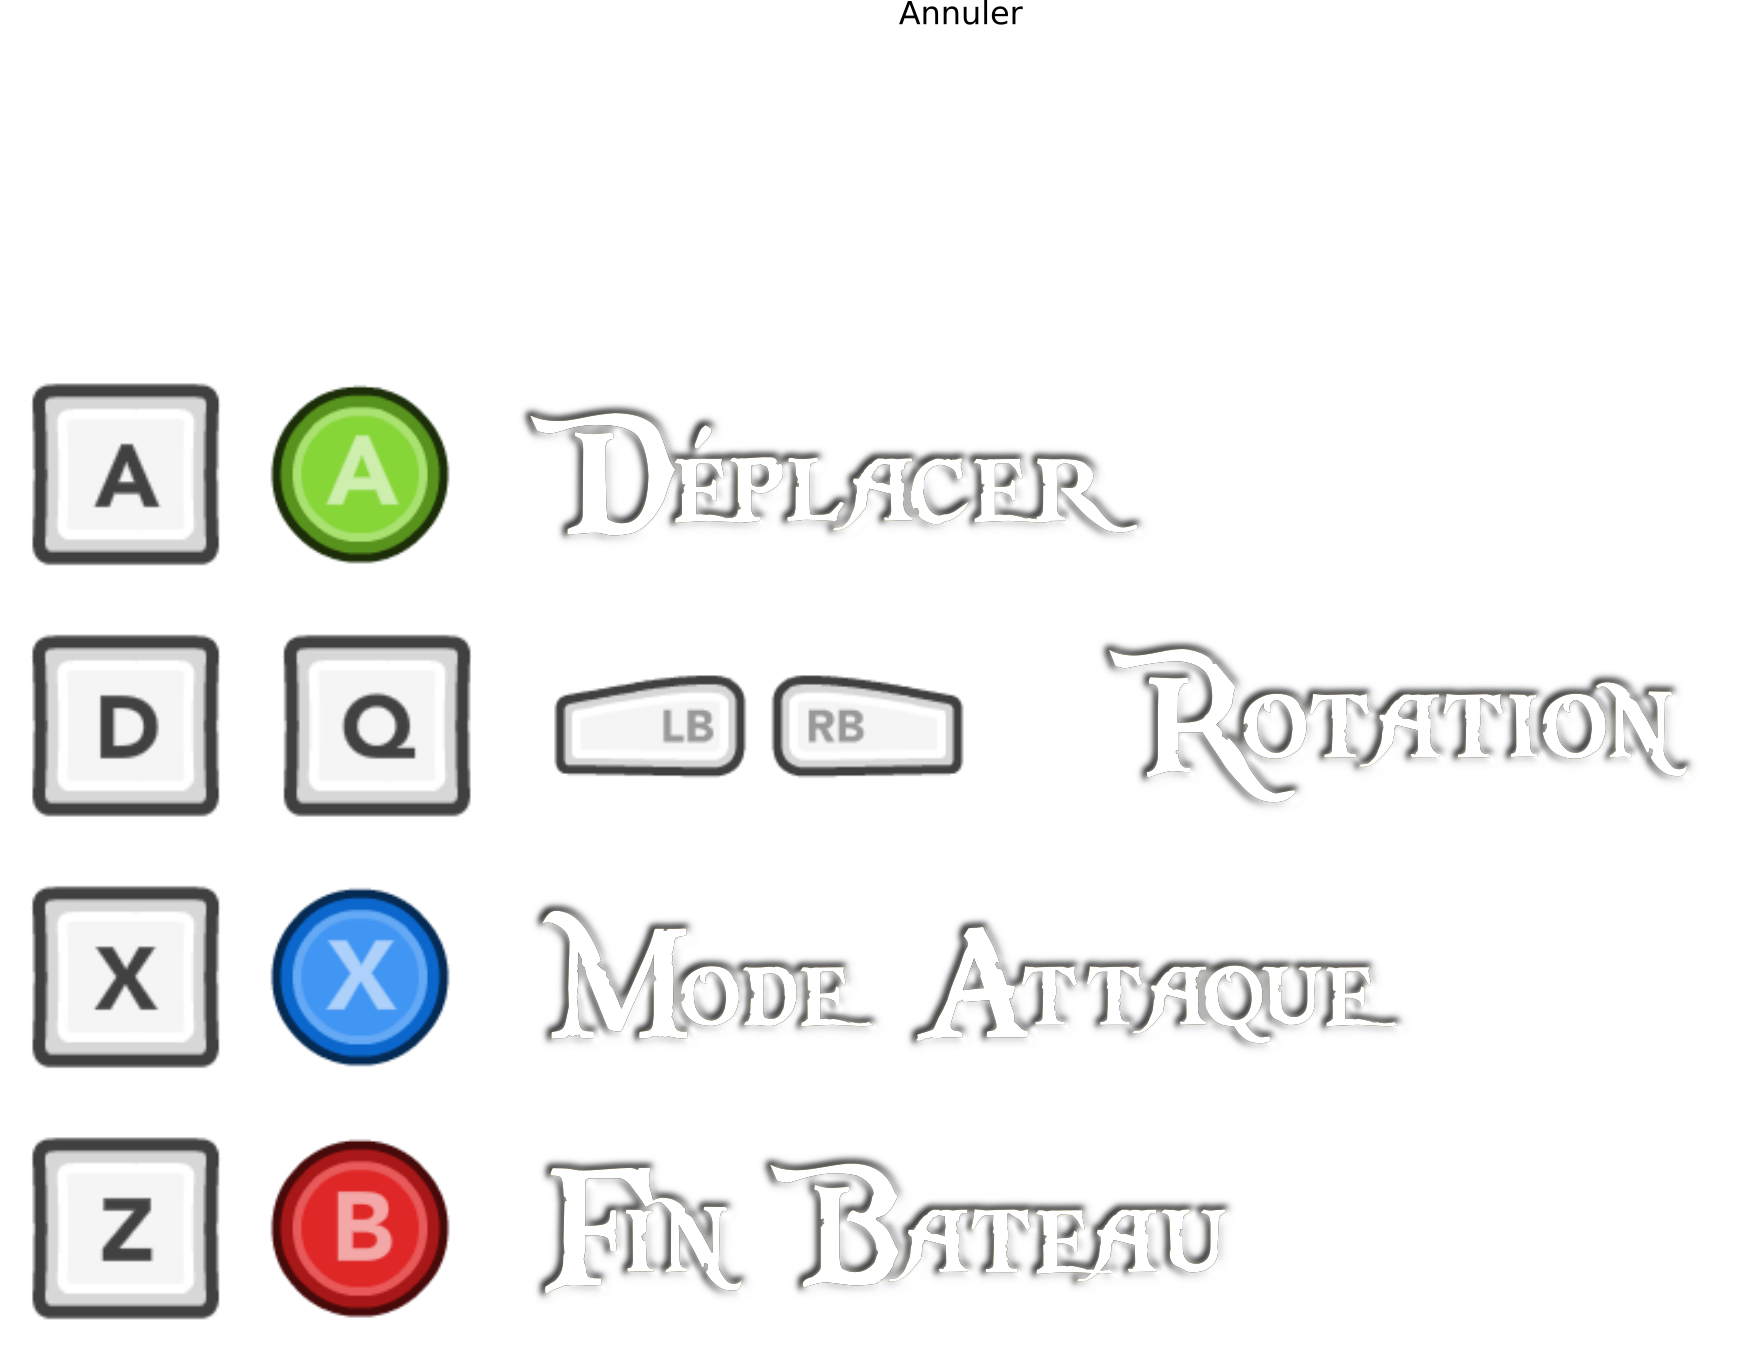 Annuler
A A Déplacer
D Q LB RB Rotation
X X Mode Attaque
Z B Fin Bateau